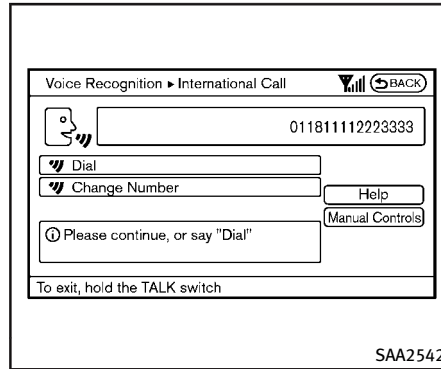 Voice Recognition ▸ International Call
BACK
011811112223333
Dial
Change Number
Help
Manual Controls
Please continue, or say "Dial"
To exit, hold the TALK switch
SAA2542